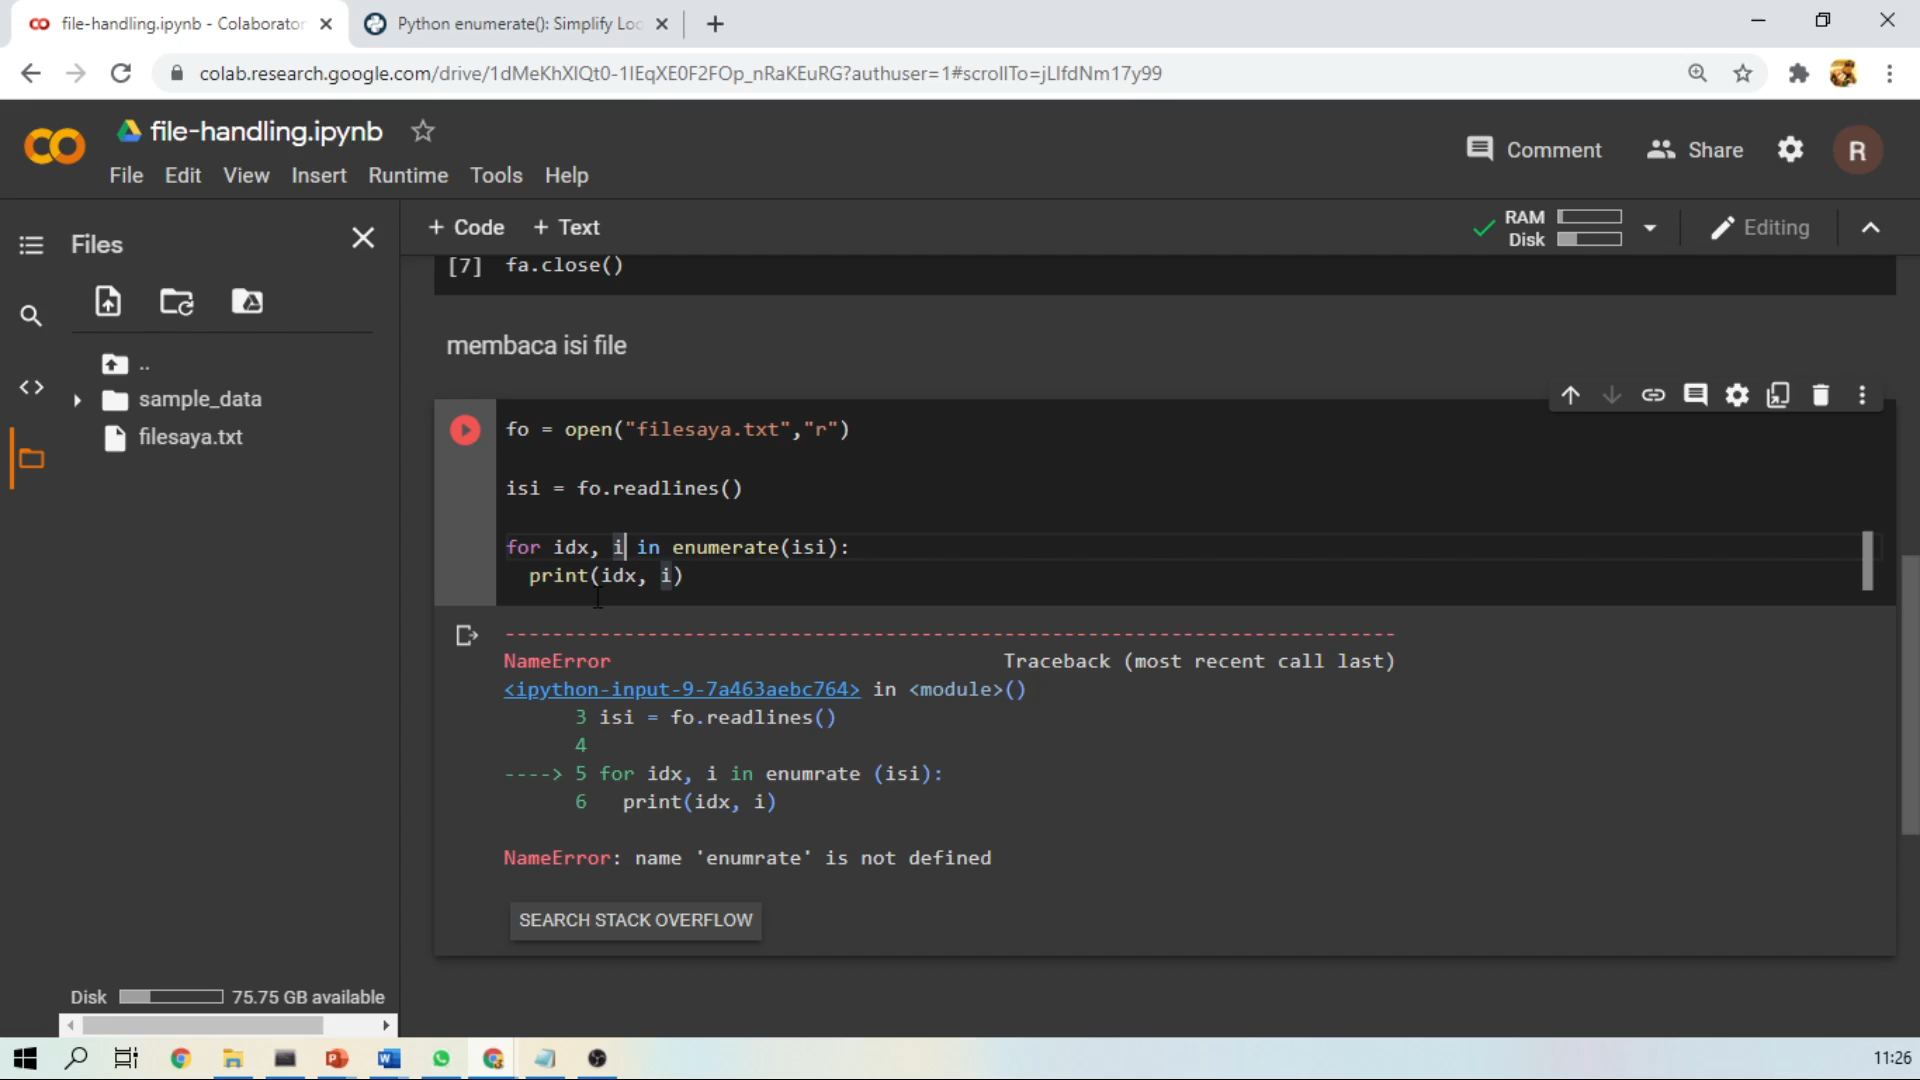 file-handling.ipynb - Colaborator
Python enumerate(): Simplify Loo
colab.research.google.com/drive/1dMeKhXlQt0-1IEqXE0F2FOp_nRaKEuRG?authuser=1#scrollTo=jLlfdNm17y99
file-handling.ipynb
File Edit View Insert Runtime Tools Help
Comment
Share
R
Files
+ Code + Text
RAM
Disk
Editing
..
sample_data
filesaya.txt
[7] fa.close()
membaca isi file
fo = open("filesaya.txt","r")
isi = fo.readlines()
for idx, i in enumerate(isi):
print(idx, i)
---------------------------------------------------------------------------
NameError Traceback (most recent call last)
<ipython-input-9-7a463aebc764> in <module>()
3 isi = fo.readlines()
4
----> 5 for idx, i in enumrate (isi):
6 print(idx, i)
NameError: name 'enumrate' is not defined
SEARCH STACK OVERFLOW
Disk 75.75 GB available
11:26